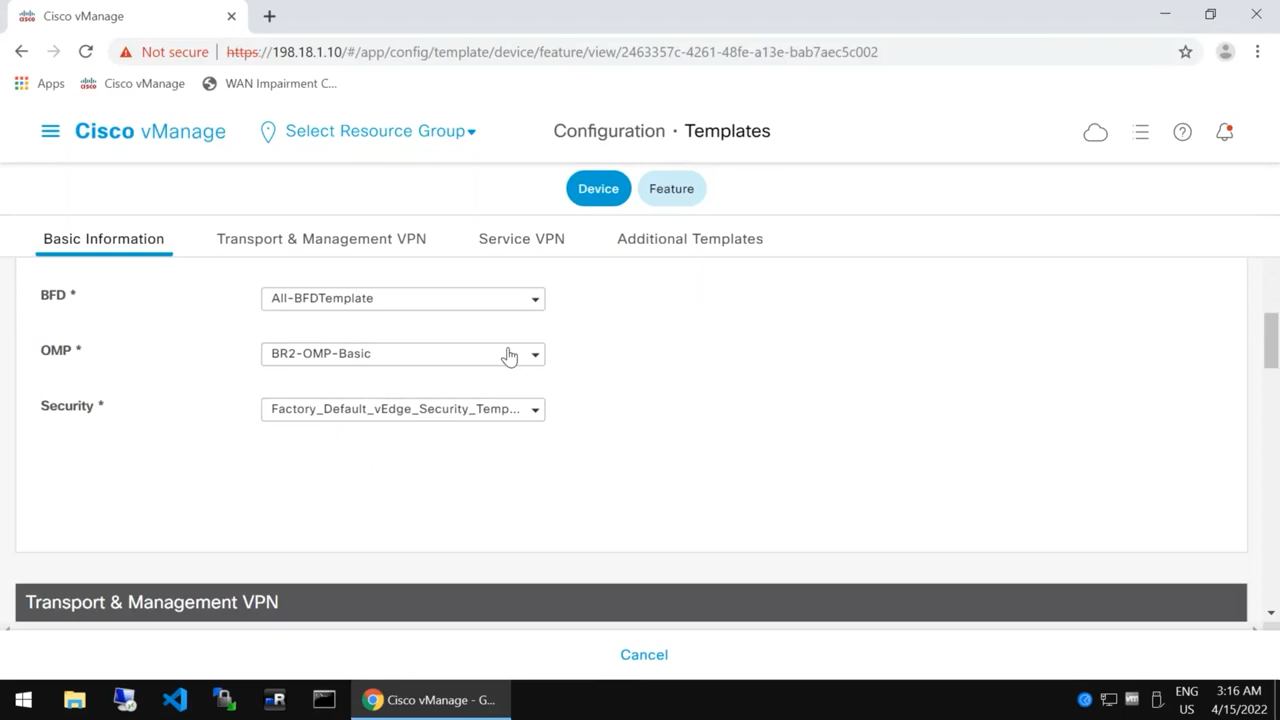 Cisco vManage
Not secure
https://198.18.1.10/#/app/config/template/device/feature/view/2463357c-4261-48fe-a13e-bab7aec5c002
Apps
Cisco vManage
WAN Impairment C...
Cisco vManage
Select Resource Group
Configuration · Templates
Device
Feature
Basic Information
Transport & Management VPN
Service VPN
Additional Templates
BFD *
All-BFDTemplate
OMP *
BR2-OMP-Basic
Security *
Factory_Default_vEdge_Security_Temp...
Transport & Management VPN
Cancel
Cisco vManage - G...
ENG
US
3:16 AM
4/15/2022